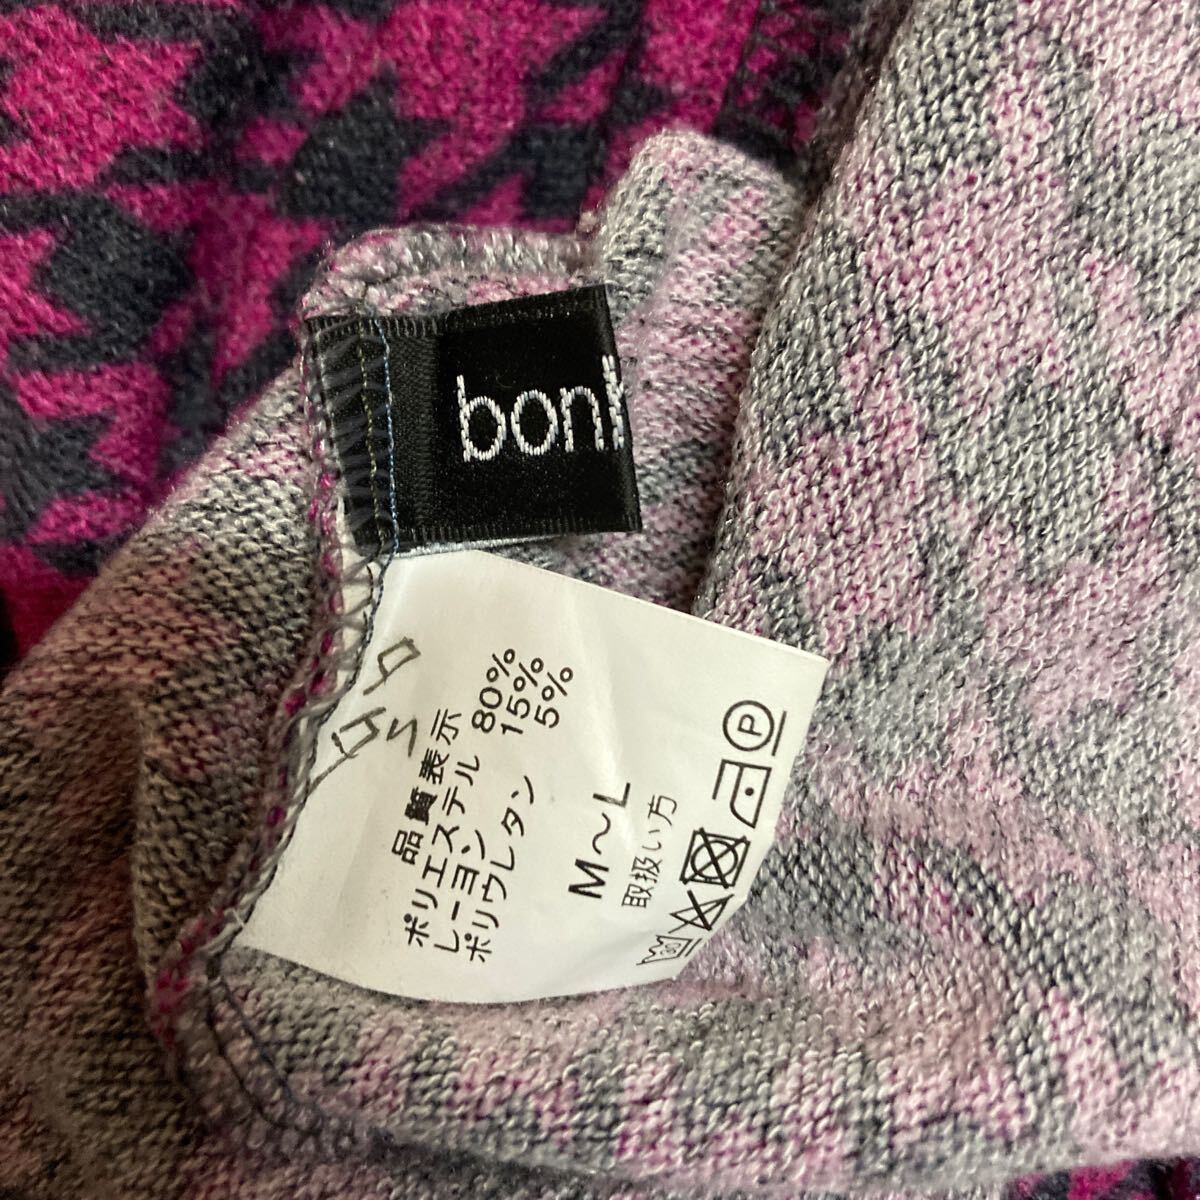 bon
品質表示
ポリエステル 80%
レーヨン 15%
ポリウレタン 5%
M～L
取扱い方
30
P